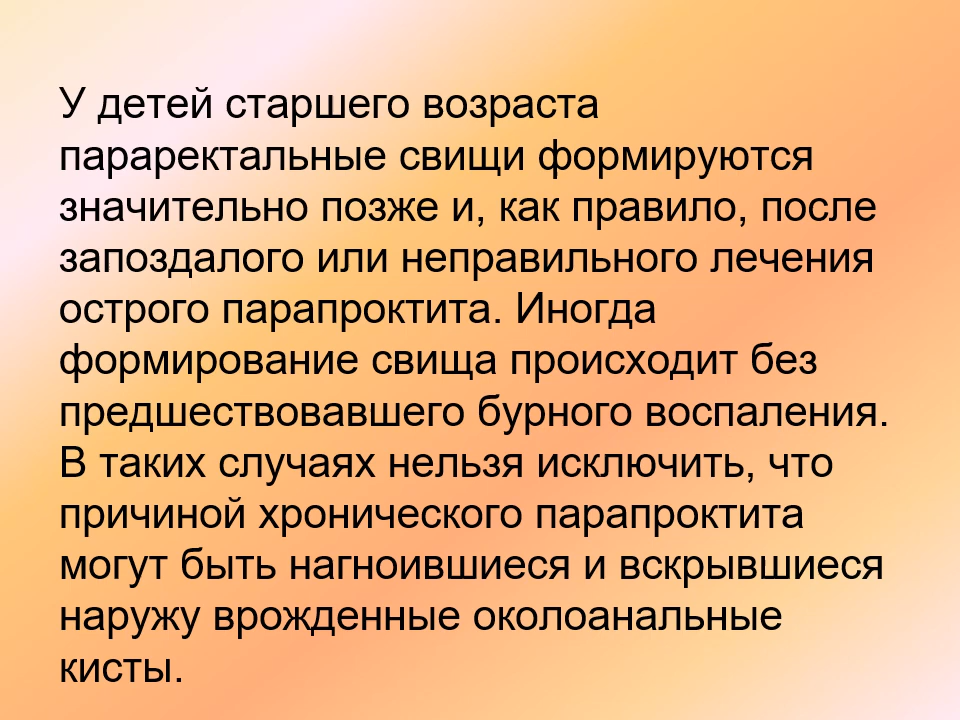 У детей старшего возраста
параректальные свищи формируются
значительно позже и, как правило, после
запоздалого или неправильного лечения
острого парапроктита. Иногда
формирование свища происходит без
предшествовавшего бурного воспаления.
В таких случаях нельзя исключить, что
причиной хронического парапроктита
могут быть нагноившиеся и вскрывшиеся
наружу врожденные околоанальные
кисты.